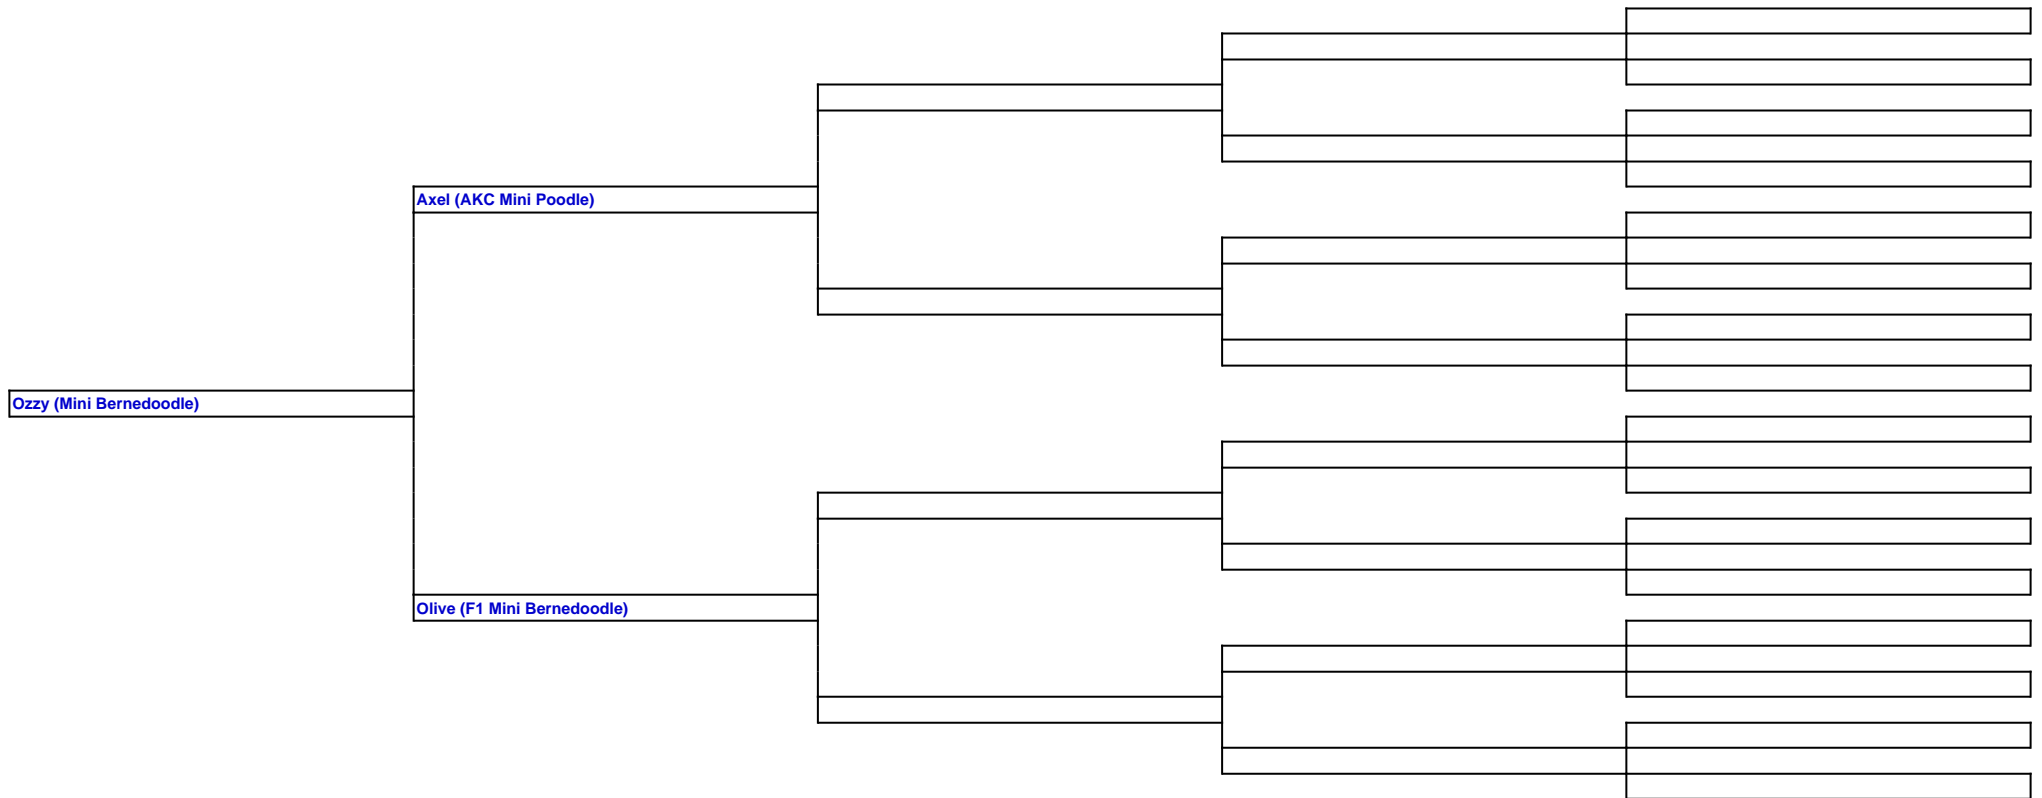 Axel (AKC Mini Poodle)
Ozzy (Mini Bernedoodle)
Olive (F1 Mini Bernedoodle)